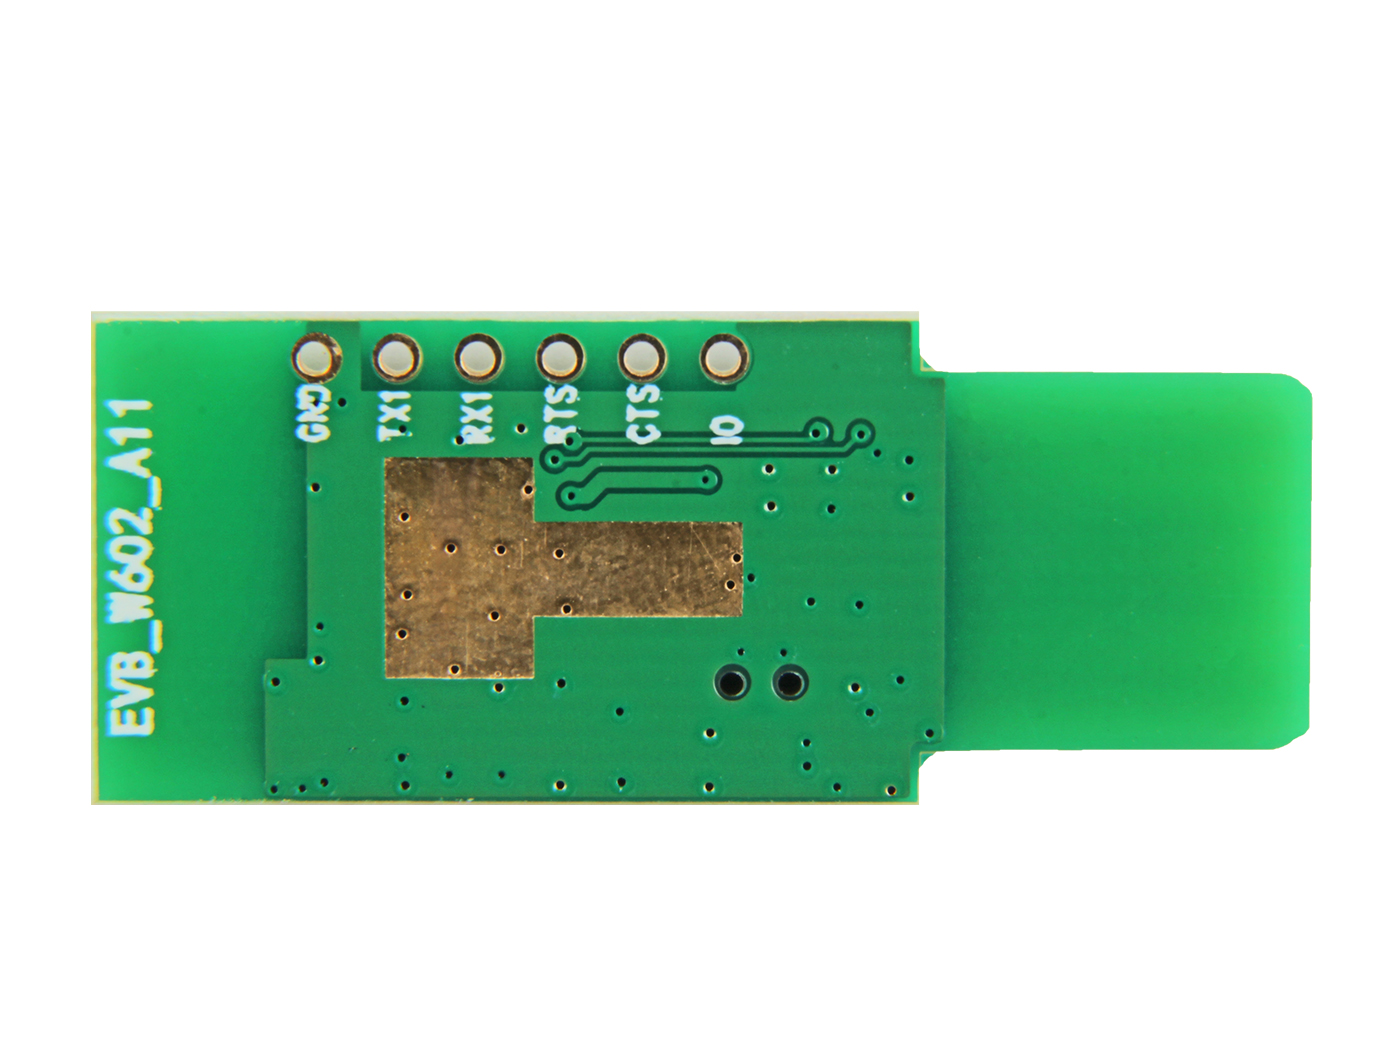 EVB_W602_A11
GND
TX1
RX1
RTS
CTS
IO